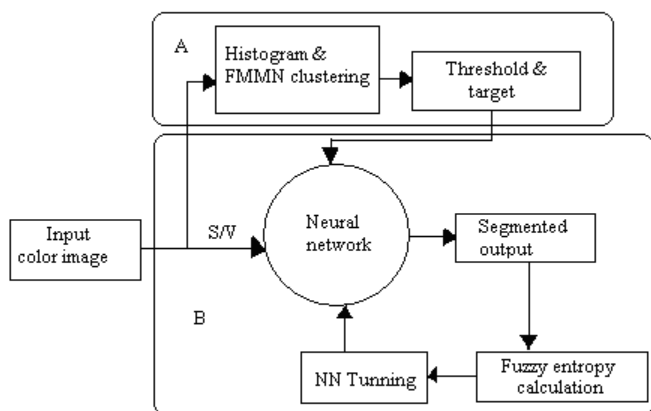 A
Histogram &
FMMN clustering
Threshold &
target
Input
color image
S/V
Neural
network
Segmented
output
B
NN Tunning
Fuzzy entropy
calculation